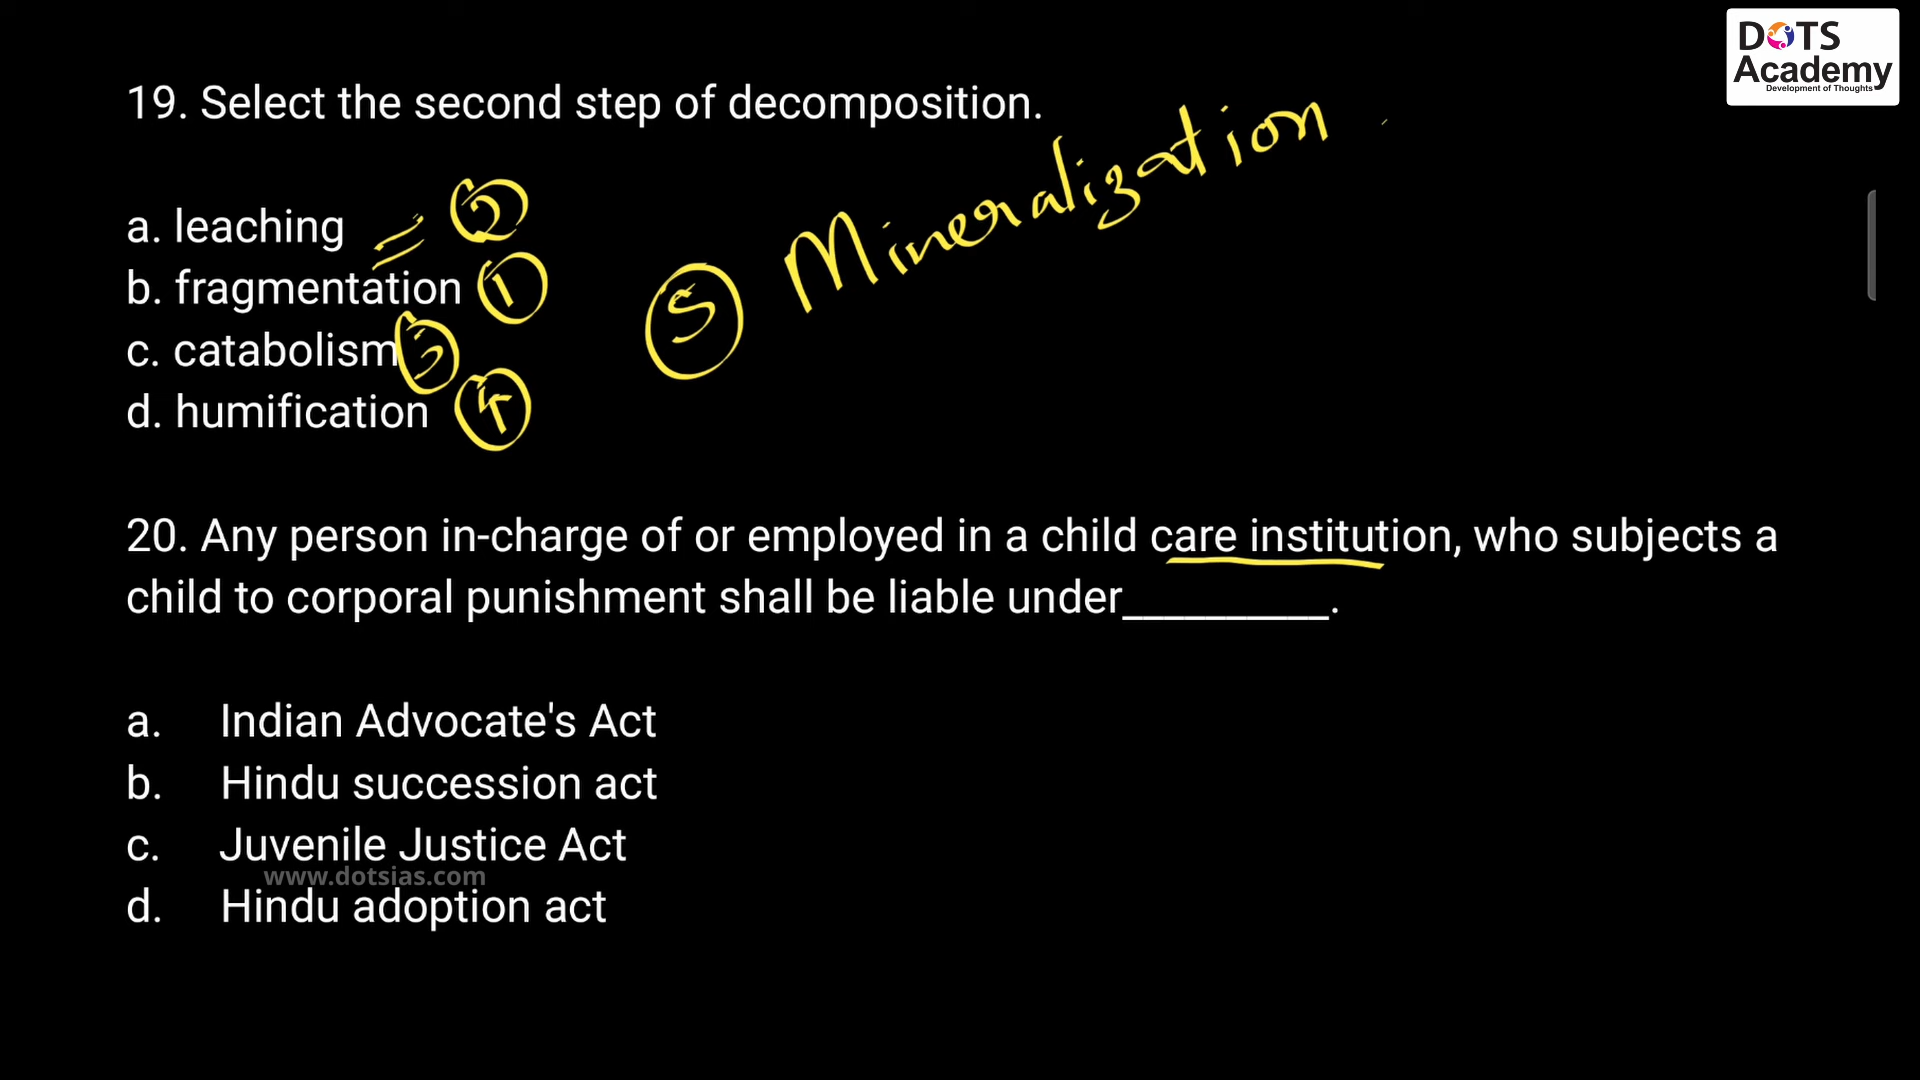 DOTS
Academy
Development of Thoughts
19. Select the second step of decomposition.
a. leaching = 2
b. fragmentation 1
c. catabolism 3
d. humification 4
5 Mineralization
20. Any person in-charge of or employed in a child care institution, who subjects a
child to corporal punishment shall be liable under__________.
a. Indian Advocate's Act
b. Hindu succession act
c. Juvenile Justice Act
www.dotsias.com
d. Hindu adoption act